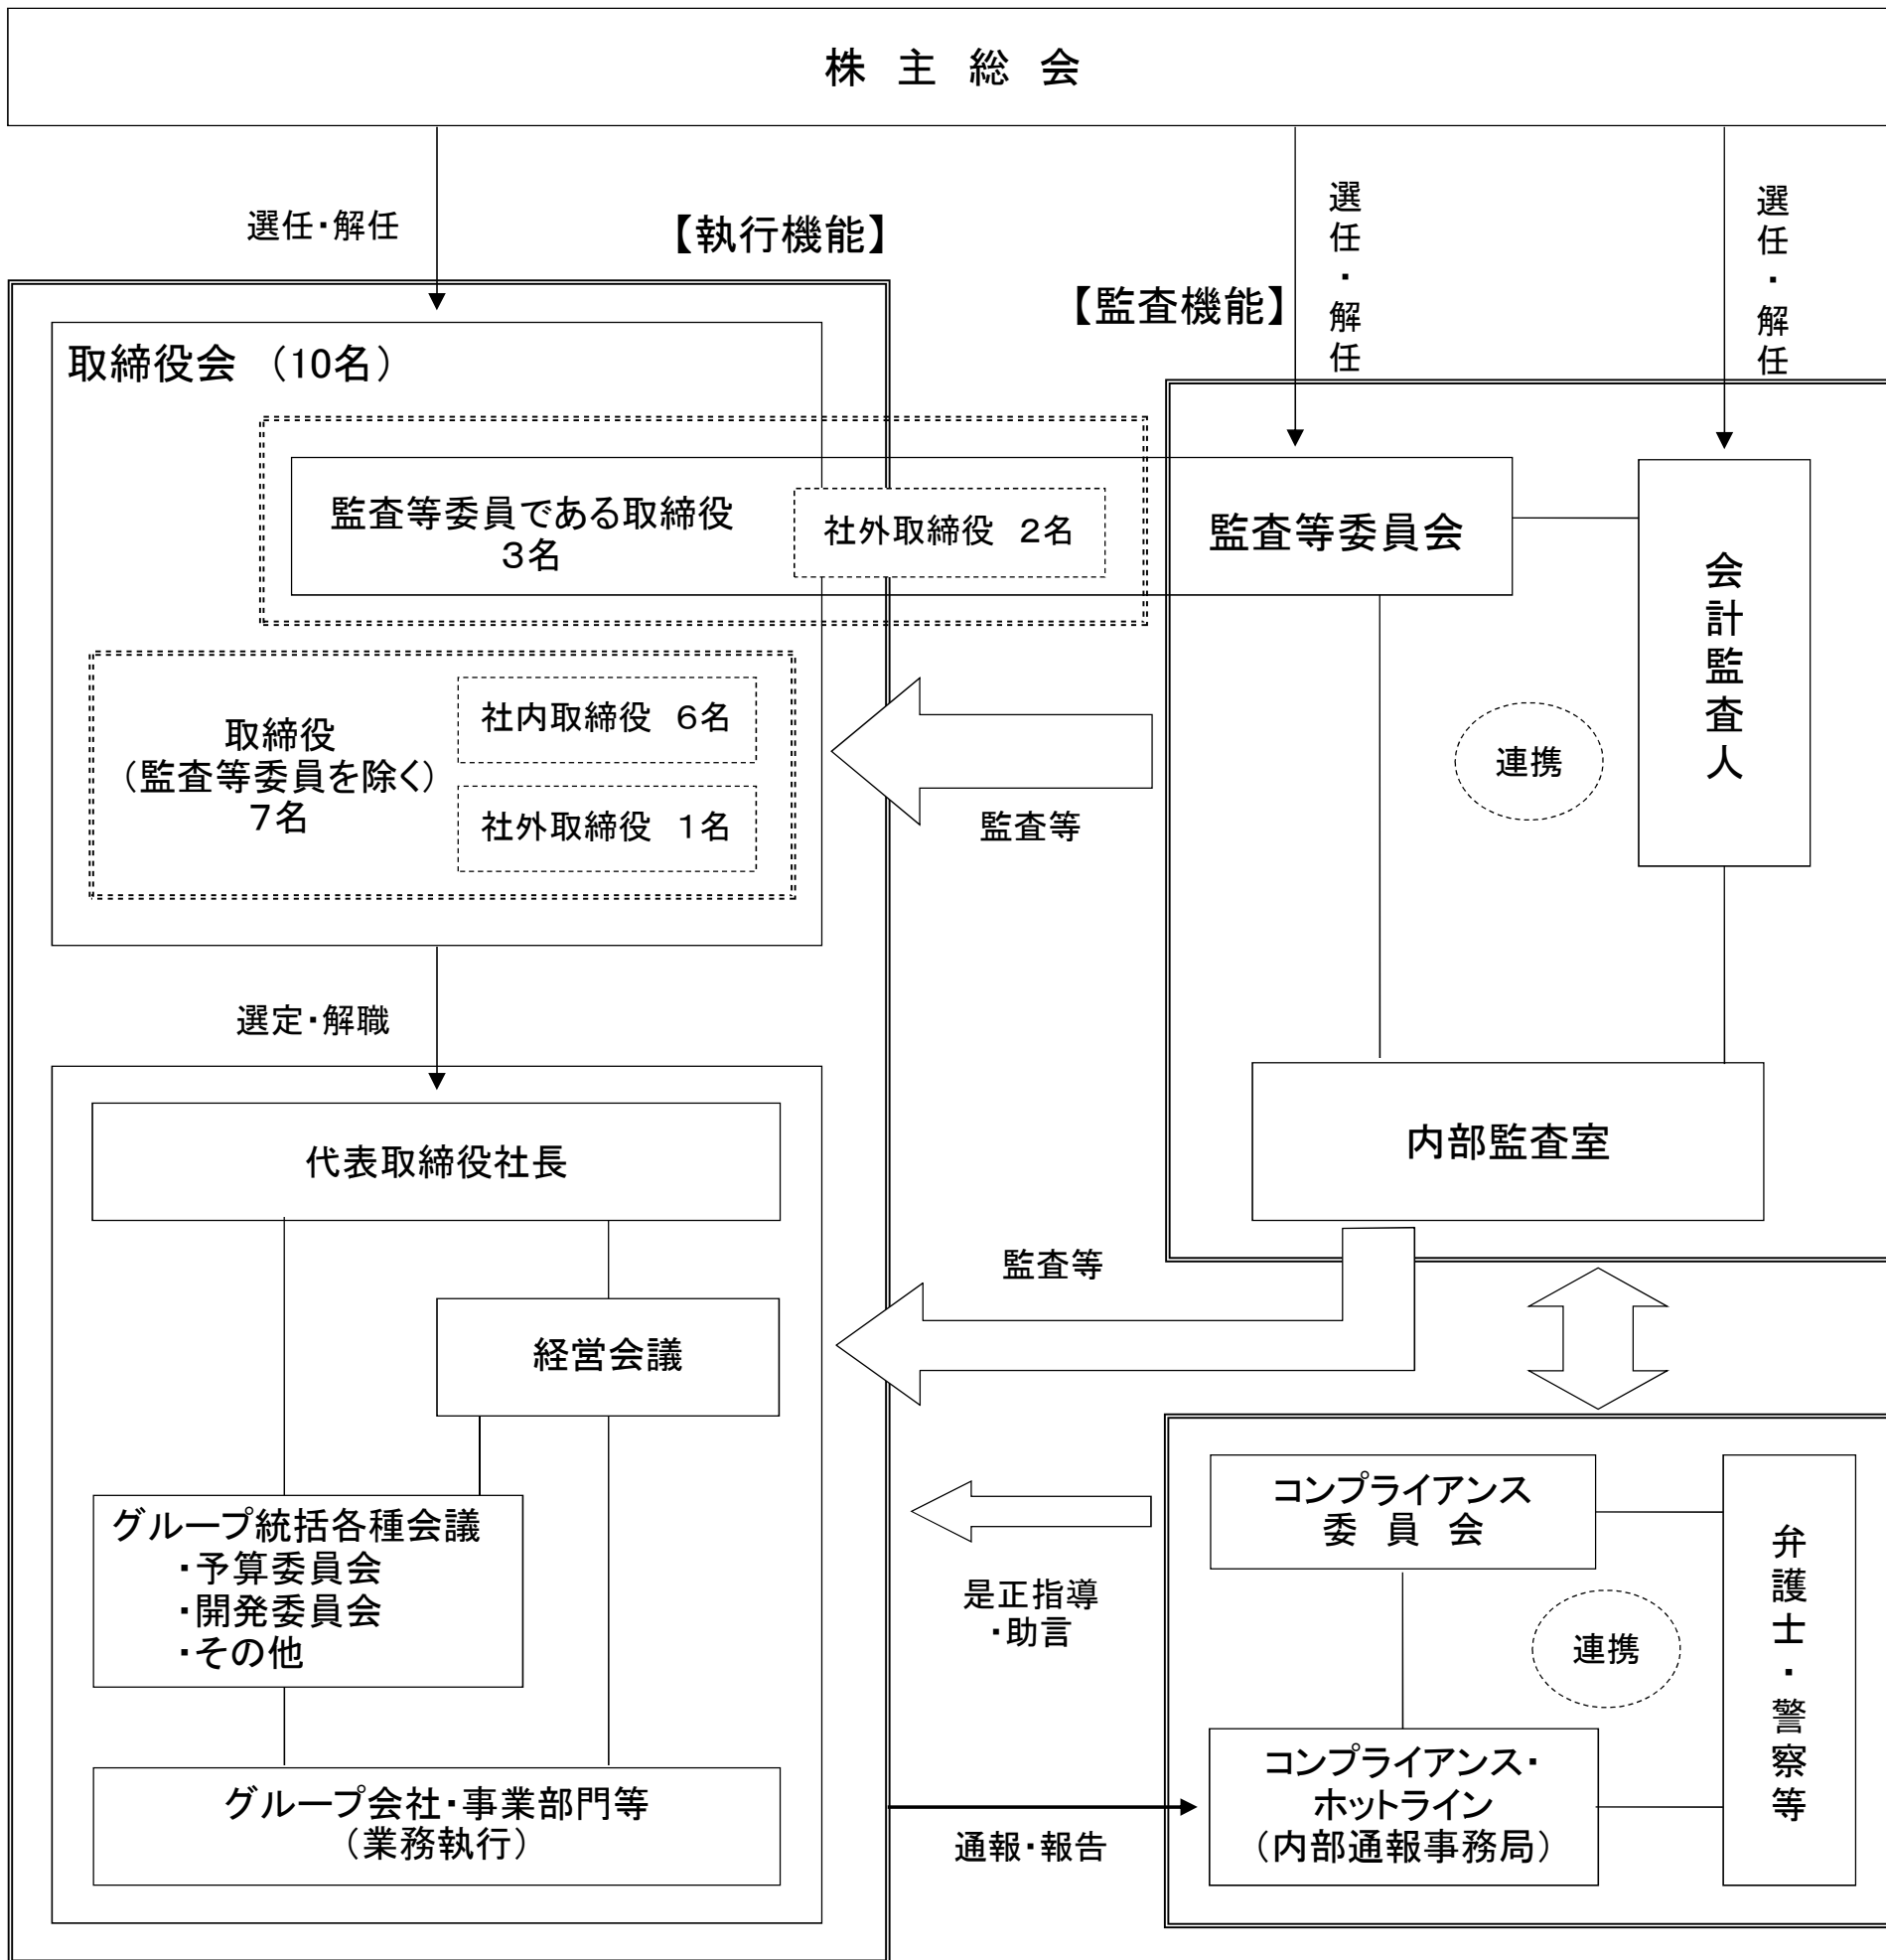 株 主 総 会
選任・解任
【執行機能】
選任・解任
選任・解任
【監査機能】
取締役会 （10名）
監査等委員である取締役
３名
社外取締役 ２名
監査等委員会
会計監査人
取締役
（監査等委員を除く）
７名
社内取締役 ６名
社外取締役 １名
監査等
連携
選定・解職
代表取締役社長
内部監査室
経営会議
監査等
グループ統括各種会議
・予算委員会
・開発委員会
・その他
是正指導
・助言
コンプライアンス
委 員 会
連携
弁護士・警察等
グループ会社・事業部門等
（業務執行）
通報・報告
コンプライアンス・
ホットライン
（内部通報事務局）